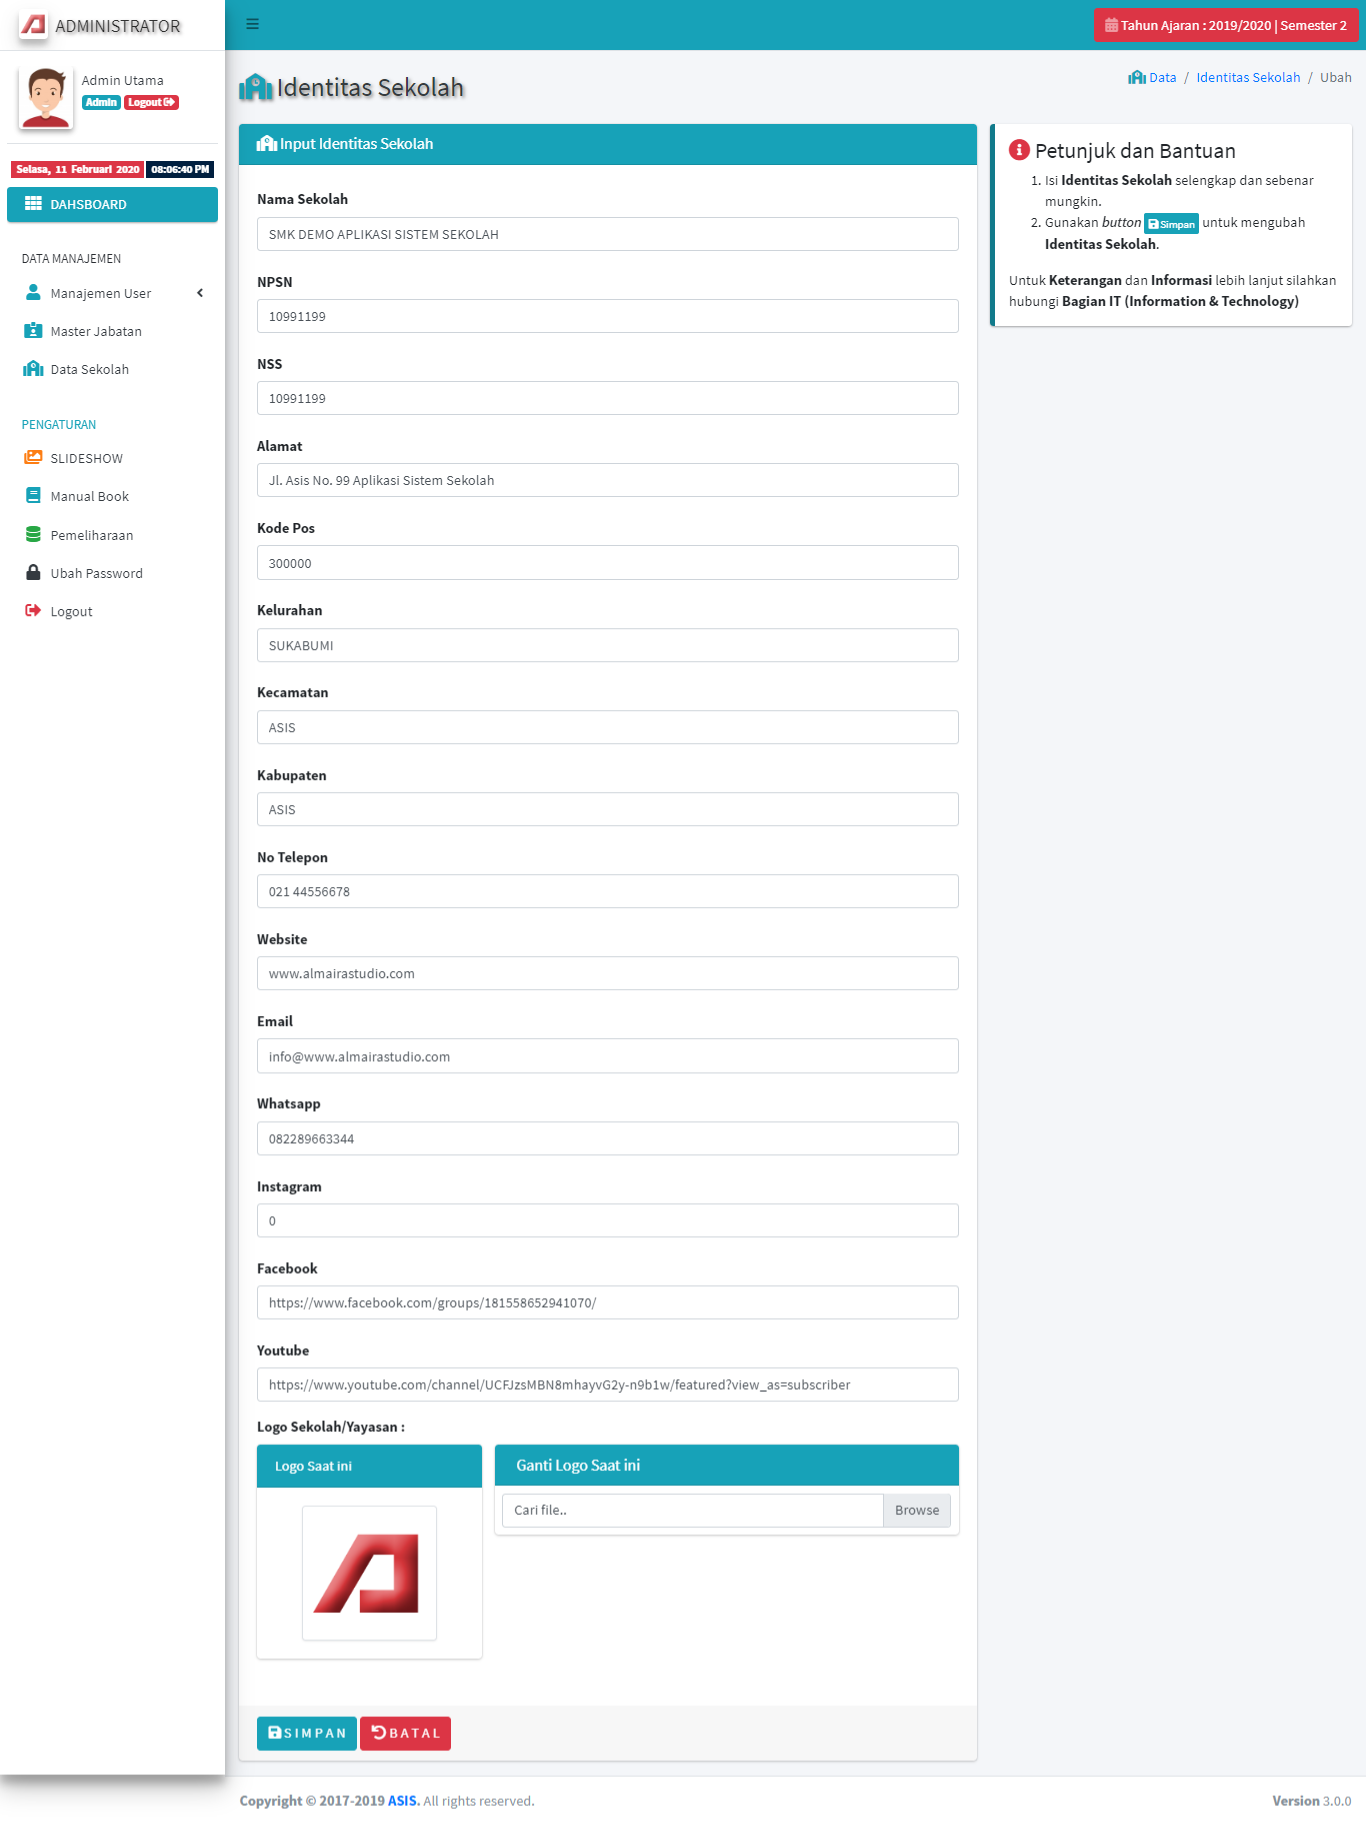 ADMINISTRATOR
Tahun Ajaran : 2019/2020 | Semester 2
Admin Utama
Admin Logout
Selasa, 11 Februari 2020 08:06:40 PM
DAHSBOARD
DATA MANAJEMEN
Manajemen User
Master Jabatan
Data Sekolah
PENGATURAN
SLIDESHOW
Manual Book
Pemeliharaan
Ubah Password
Logout
Identitas Sekolah
Data / Identitas Sekolah / Ubah
Input Identitas Sekolah
Nama Sekolah
SMK DEMO APLIKASI SISTEM SEKOLAH
NPSN
10991199
NSS
10991199
Alamat
Jl. Asis No. 99 Aplikasi Sistem Sekolah
Kode Pos
300000
Kelurahan
SUKABUMI
Kecamatan
ASIS
Kabupaten
ASIS
No Telepon
021 44556678
Website
www.almairastudio.com
Email
info@www.almairastudio.com
Whatsapp
082289663344
Instagram
0
Facebook
https://www.facebook.com/groups/181558652941070/
Youtube
https://www.youtube.com/channel/UCFJzsMBN8mhayvG2y-n9b1w/featured?view_as=subscriber
Logo Sekolah/Yayasan :
Logo Saat ini
Ganti Logo Saat ini
Cari file.. Browse
SIMPAN BATAL
Petunjuk dan Bantuan
1. Isi Identitas Sekolah selengkap dan sebenar
mungkin.
2. Gunakan button Simpan untuk mengubah
Identitas Sekolah.
Untuk Keterangan dan Informasi lebih lanjut silahkan
hubungi Bagian IT (Information & Technology)
Copyright © 2017-2019 ASIS. All rights reserved.
Version 3.0.0